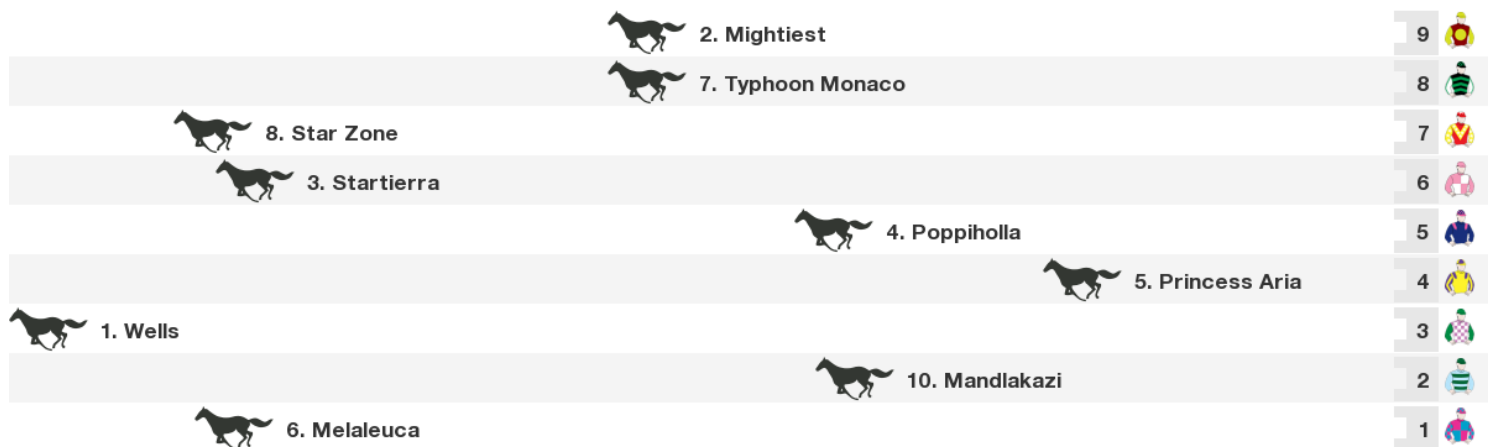 2. Mightiest 9
7. Typhoon Monaco 8
8. Star Zone 7
3. Startierra 6
4. Poppiholla 5
5. Princess Aria 4
1. Wells 3
10. Mandlakazi 2
6. Melaleuca 1